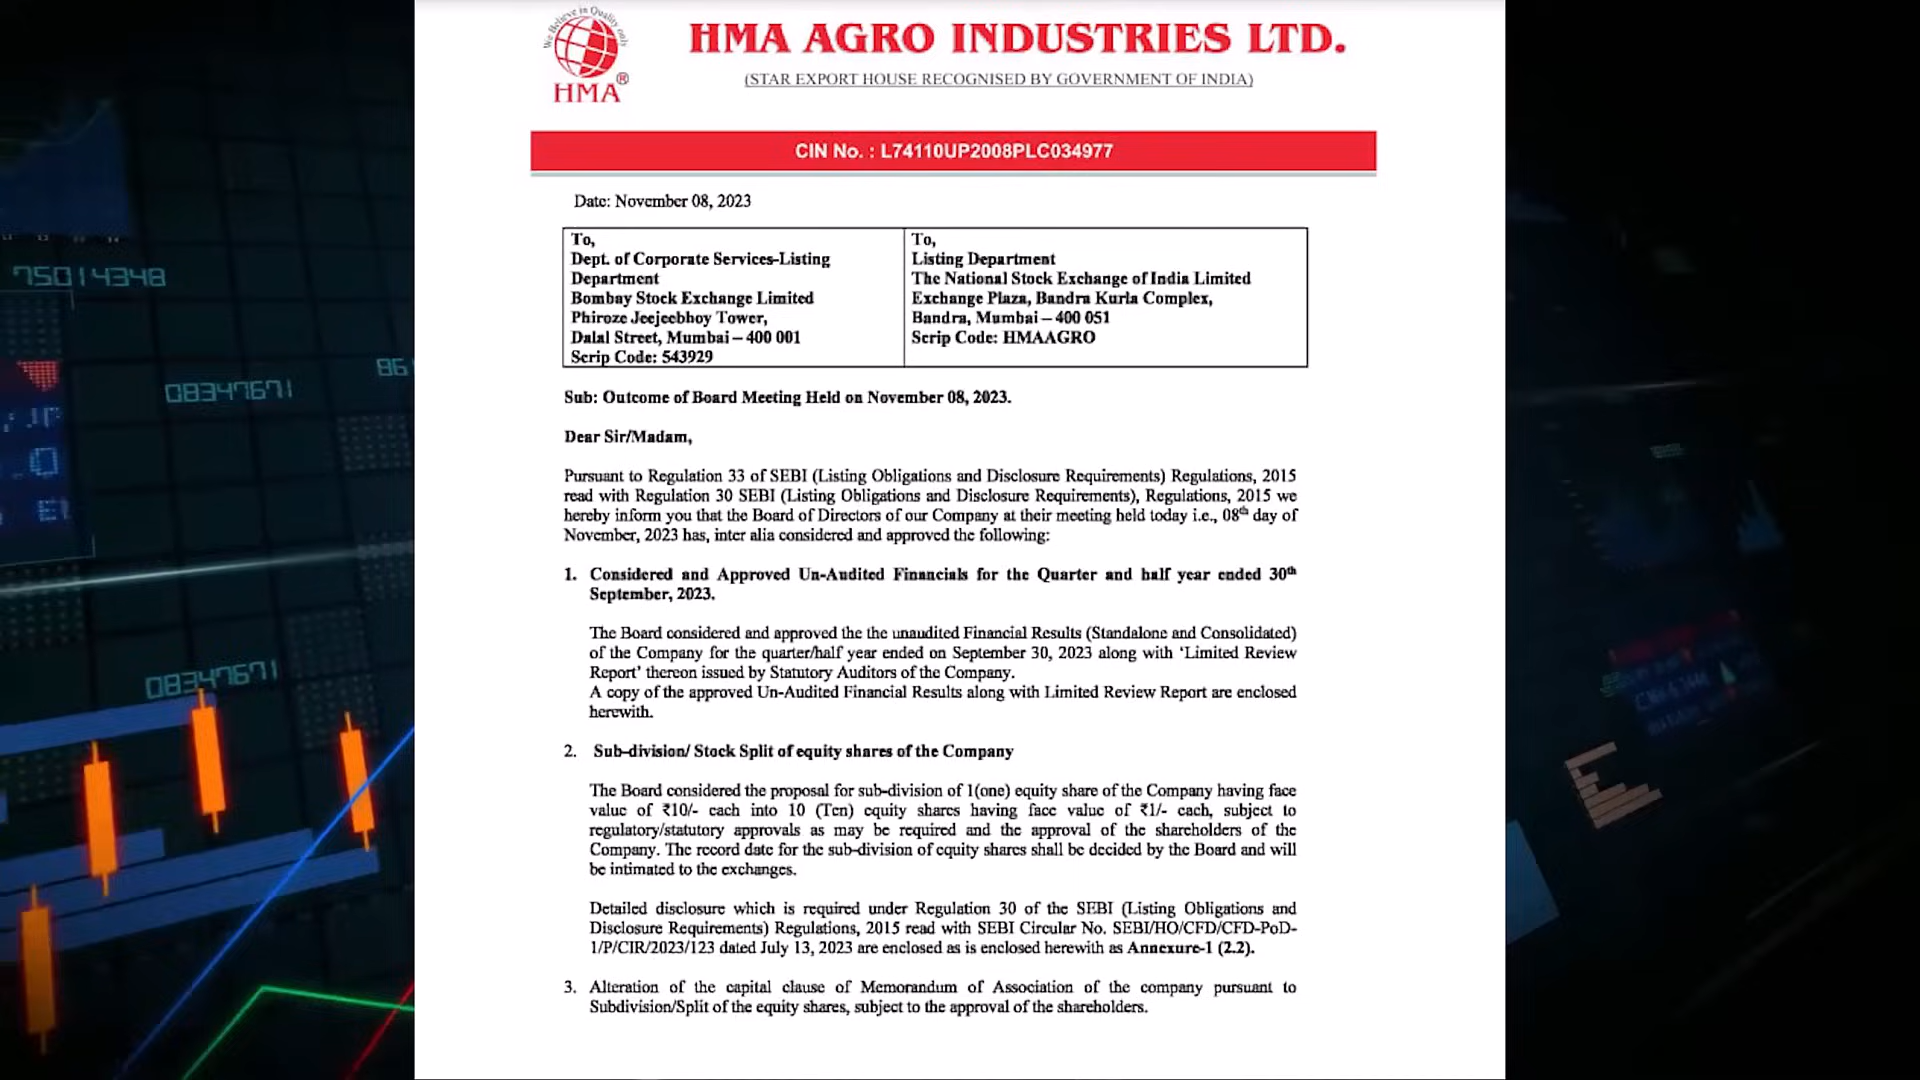 We Believe in Quality only
HMA®
HMA AGRO INDUSTRIES LTD.
(STAR EXPORT HOUSE RECOGNISED BY GOVERNMENT OF INDIA)
CIN No. : L74110UP2008PLC034977
Date: November 08, 2023
To,
Dept. of Corporate Services-Listing
Department
Bombay Stock Exchange Limited
Phiroze Jeejeebhoy Tower,
Dalal Street, Mumbai – 400 001
Scrip Code: 543929
To,
Listing Department
The National Stock Exchange of India Limited
Exchange Plaza, Bandra Kurla Complex,
Bandra, Mumbai – 400 051
Scrip Code: HMAAGRO
Sub: Outcome of Board Meeting Held on November 08, 2023.
Dear Sir/Madam,
Pursuant to Regulation 33 of SEBI (Listing Obligations and Disclosure Requirements) Regulations, 2015
read with Regulation 30 SEBI (Listing Obligations and Disclosure Requirements), Regulations, 2015 we
hereby inform you that the Board of Directors of our Company at their meeting held today i.e., 08th day of
November, 2023 has, inter alia considered and approved the following:
1. Considered and Approved Un-Audited Financials for the Quarter and half year ended 30th
September, 2023.
The Board considered and approved the the unaudited Financial Results (Standalone and Consolidated)
of the Company for the quarter/half year ended on September 30, 2023 along with ‘Limited Review
Report’ thereon issued by Statutory Auditors of the Company.
A copy of the approved Un-Audited Financial Results along with Limited Review Report are enclosed
herewith.
2. Sub-division/ Stock Split of equity shares of the Company
The Board considered the proposal for sub-division of 1(one) equity share of the Company having face
value of ₹10/- each into 10 (Ten) equity shares having face value of ₹1/- each, subject to
regulatory/statutory approvals as may be required and the approval of the shareholders of the
Company. The record date for the sub-division of equity shares shall be decided by the Board and will
be intimated to the exchanges.
Detailed disclosure which is required under Regulation 30 of the SEBI (Listing Obligations and
Disclosure Requirements) Regulations, 2015 read with SEBI Circular No. SEBI/HO/CFD/CFD-PoD-
1/P/CIR/2023/123 dated July 13, 2023 are enclosed as is enclosed herewith as Annexure-1 (2.2).
3. Alteration of the capital clause of Memorandum of Association of the company pursuant to
Subdivision/Split of the equity shares, subject to the approval of the shareholders.
75014348
08347671
86
08347671